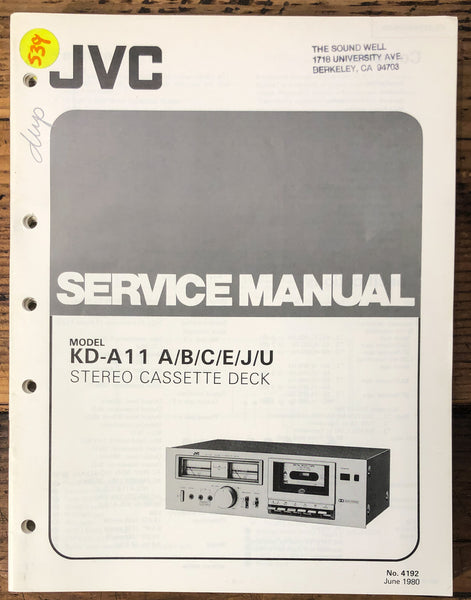 539
JVC
THE SOUND WELL
1718 UNIVERSITY AVE
BERKELEY, CA 94703
dup
SERVICE MANUAL
MODEL
KD-A11 A/B/C/E/J/U
STEREO CASSETTE DECK
JVC
No. 4192
June 1980